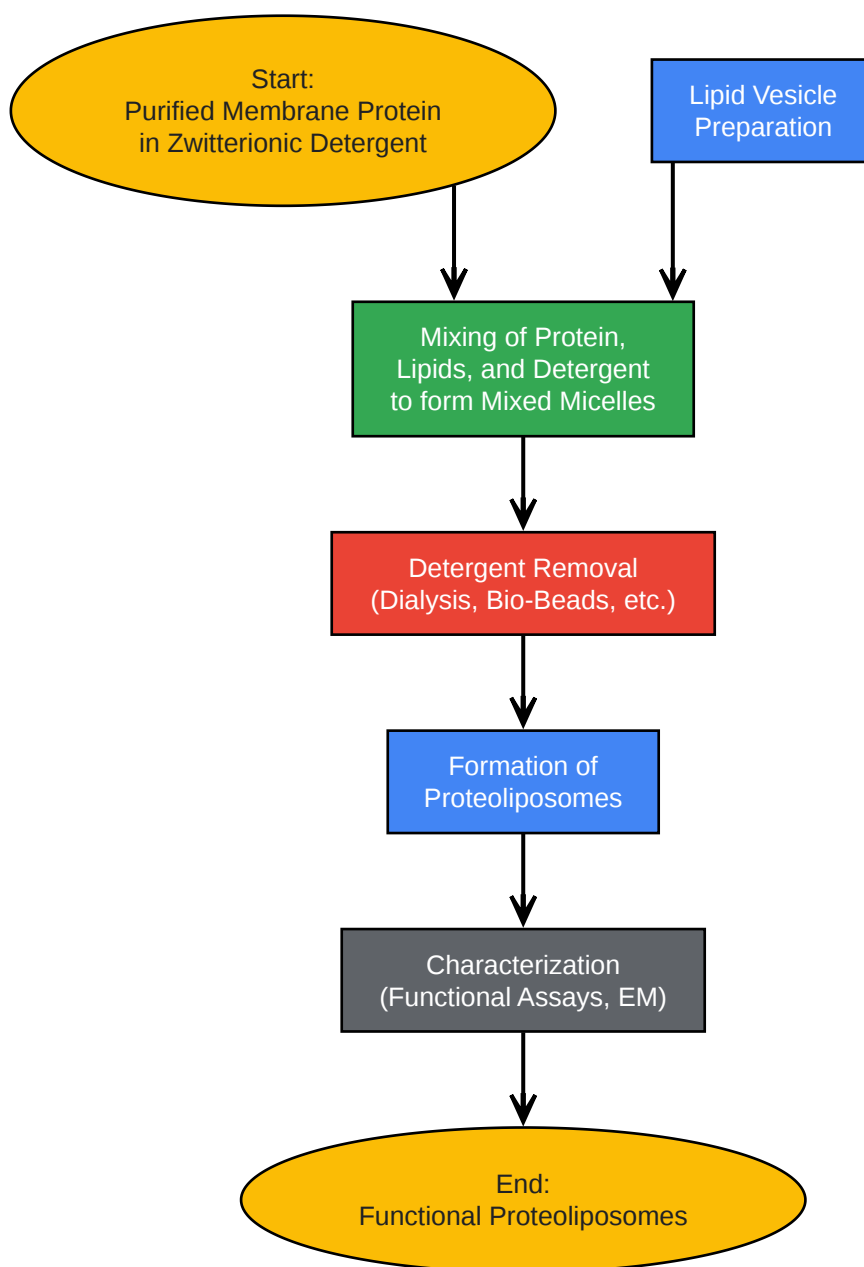 Start:
Purified Membrane Protein
in Zwitterionic Detergent
Lipid Vesicle
Preparation
Mixing of Protein,
Lipids, and Detergent
to form Mixed Micelles
Detergent Removal
(Dialysis, Bio-Beads, etc.)
Formation of
Proteoliposomes
Characterization
(Functional Assays, EM)
End:
Functional Proteoliposomes